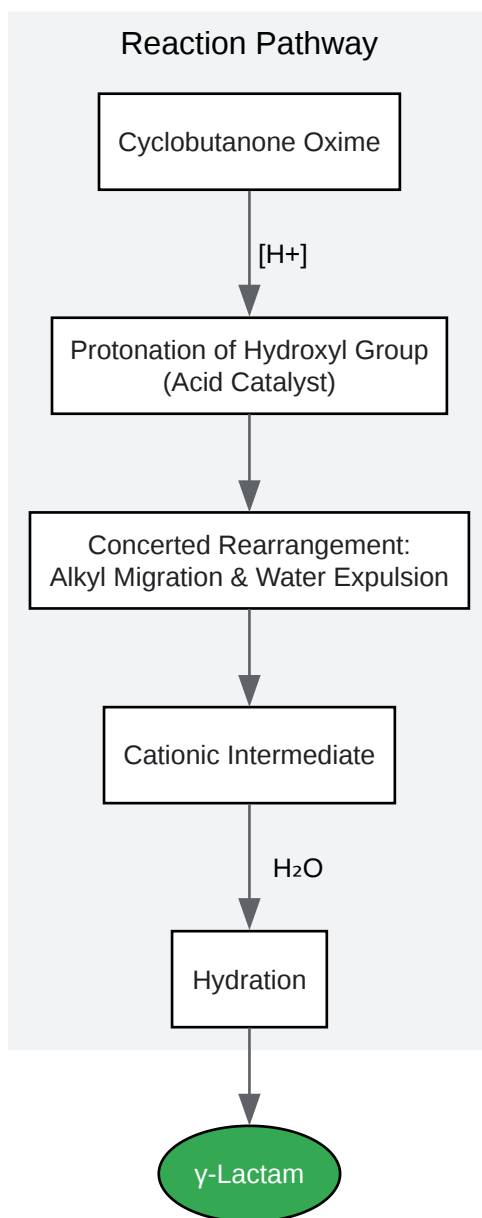 Reaction Pathway
Cyclobutanone Oxime
[H+]
Protonation of Hydroxyl Group
(Acid Catalyst)
Concerted Rearrangement:
Alkyl Migration & Water Expulsion
Cationic Intermediate
H₂O
Hydration
γ-Lactam